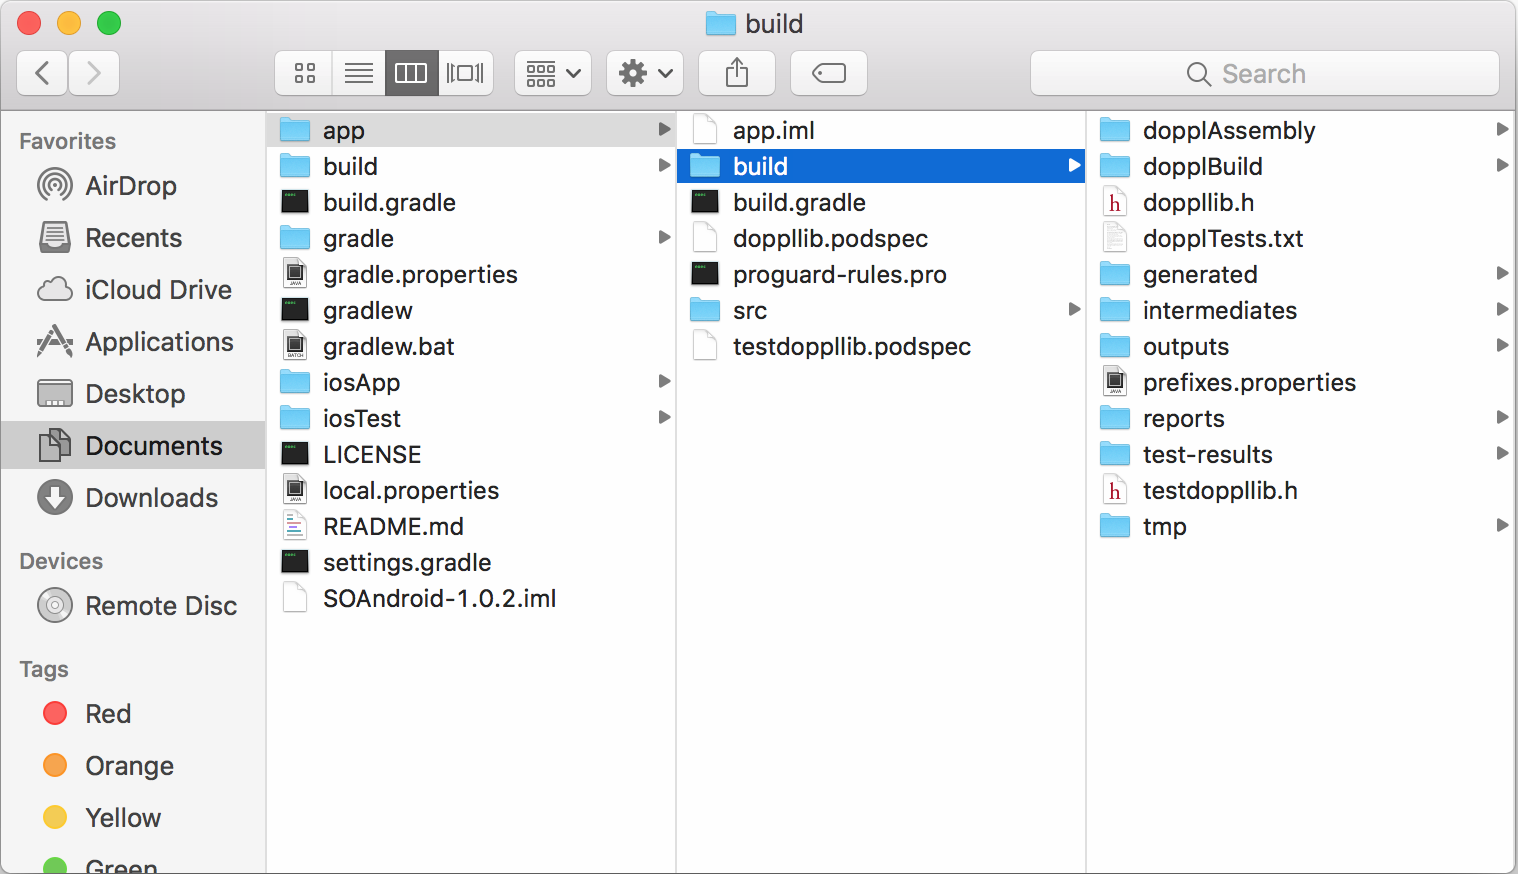 build
Search
Favorites
AirDrop
Recents
iCloud Drive
Applications
Desktop
Documents
Downloads
Devices
Remote Disc
Tags
Red
Orange
Yellow
Green
app
build
build.gradle
gradle
gradle.properties
gradlew
gradlew.bat
iosApp
iosTest
LICENSE
local.properties
README.md
settings.gradle
SOAndroid-1.0.2.iml
app.iml
build
build.gradle
doppllib.podspec
proguard-rules.pro
src
testdoppllib.podspec
dopplAssembly
dopplBuild
doppllib.h
dopplTests.txt
generated
intermediates
outputs
prefixes.properties
reports
test-results
testdoppllib.h
tmp